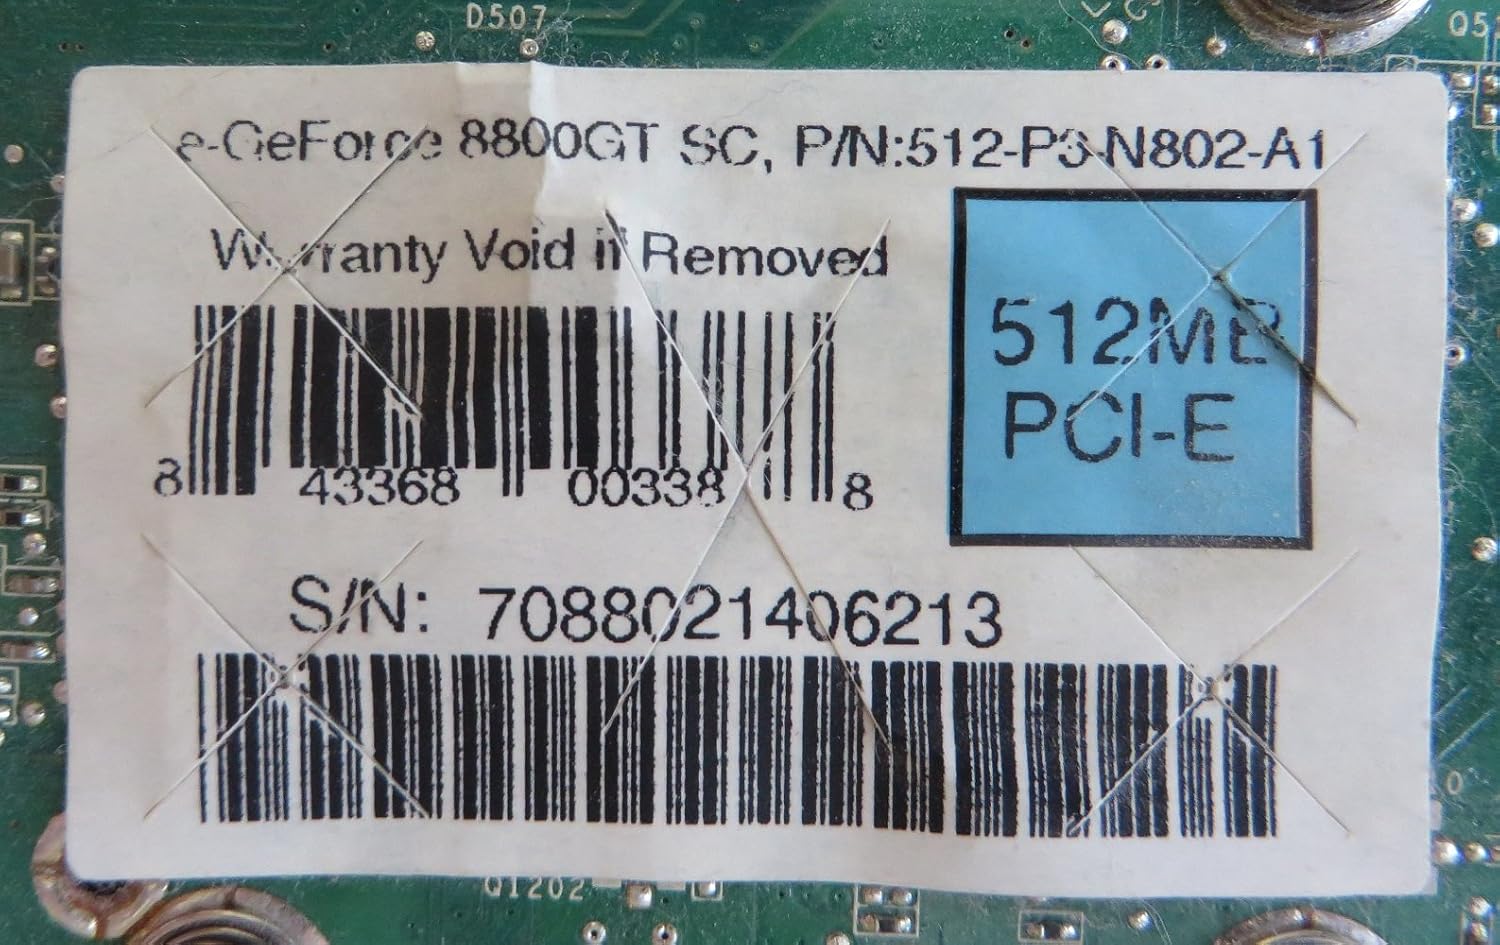 D507
e-GeForce 8800GT SC, P/N:512-P3-N802-A1
Warranty Void if Removed
512MB
PCI-E
8 43368 00338 8
S/N: 7088021406213
Q1202